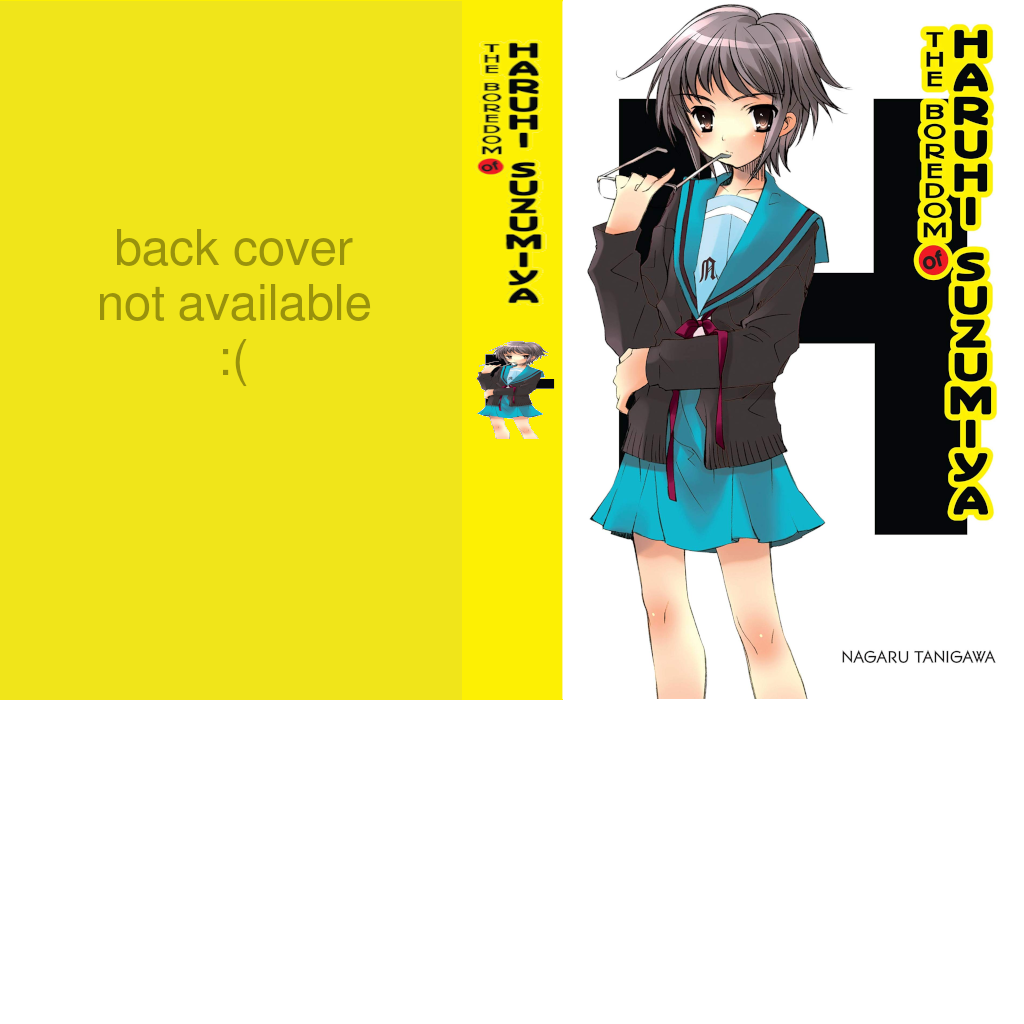 back cover
not available
:(
THE BOREDOM of
HARUHI SUZUMIYA
THE BOREDOM of
HARUHI SUZUMIYA
NAGARU TANIGAWA